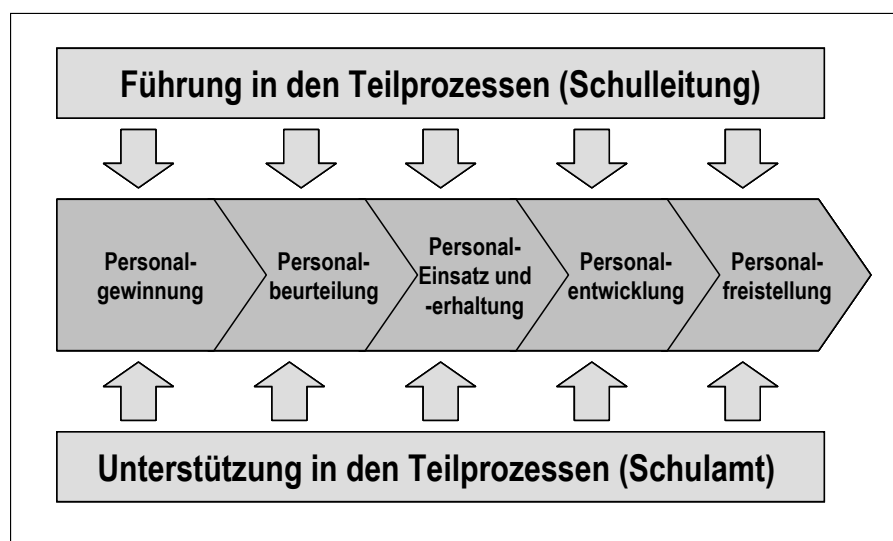 Führung in den Teilprozessen (Schulleitung)
Personal-
gewinnung
Personal-
beurteilung
Personal-
Einsatz und
-erhaltung
Personal-
entwicklung
Personal-
freistellung
Unterstützung in den Teilprozessen (Schulamt)